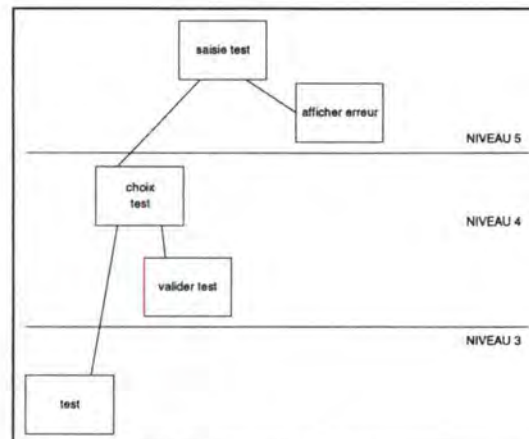 saisie test
afficher erreur
NIVEAU 5
choix
test
NIVEAU 4
valider test
NIVEAU 3
test